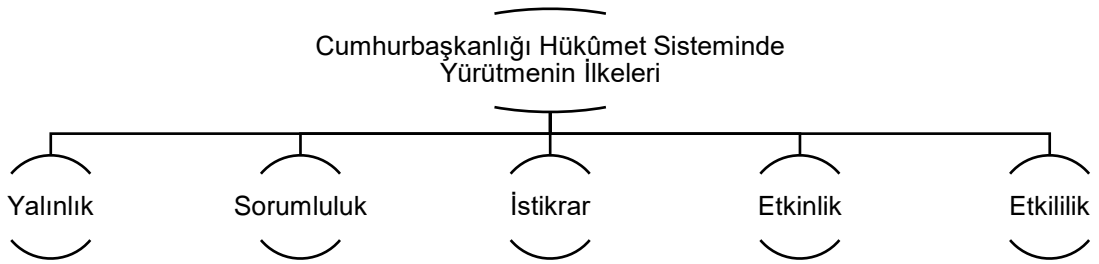 Cumhurbaşkanlığı Hükûmet Sisteminde
Yürütmenin İlkeleri
Yalınlık
Sorumluluk
İstikrar
Etkinlik
Etkililik